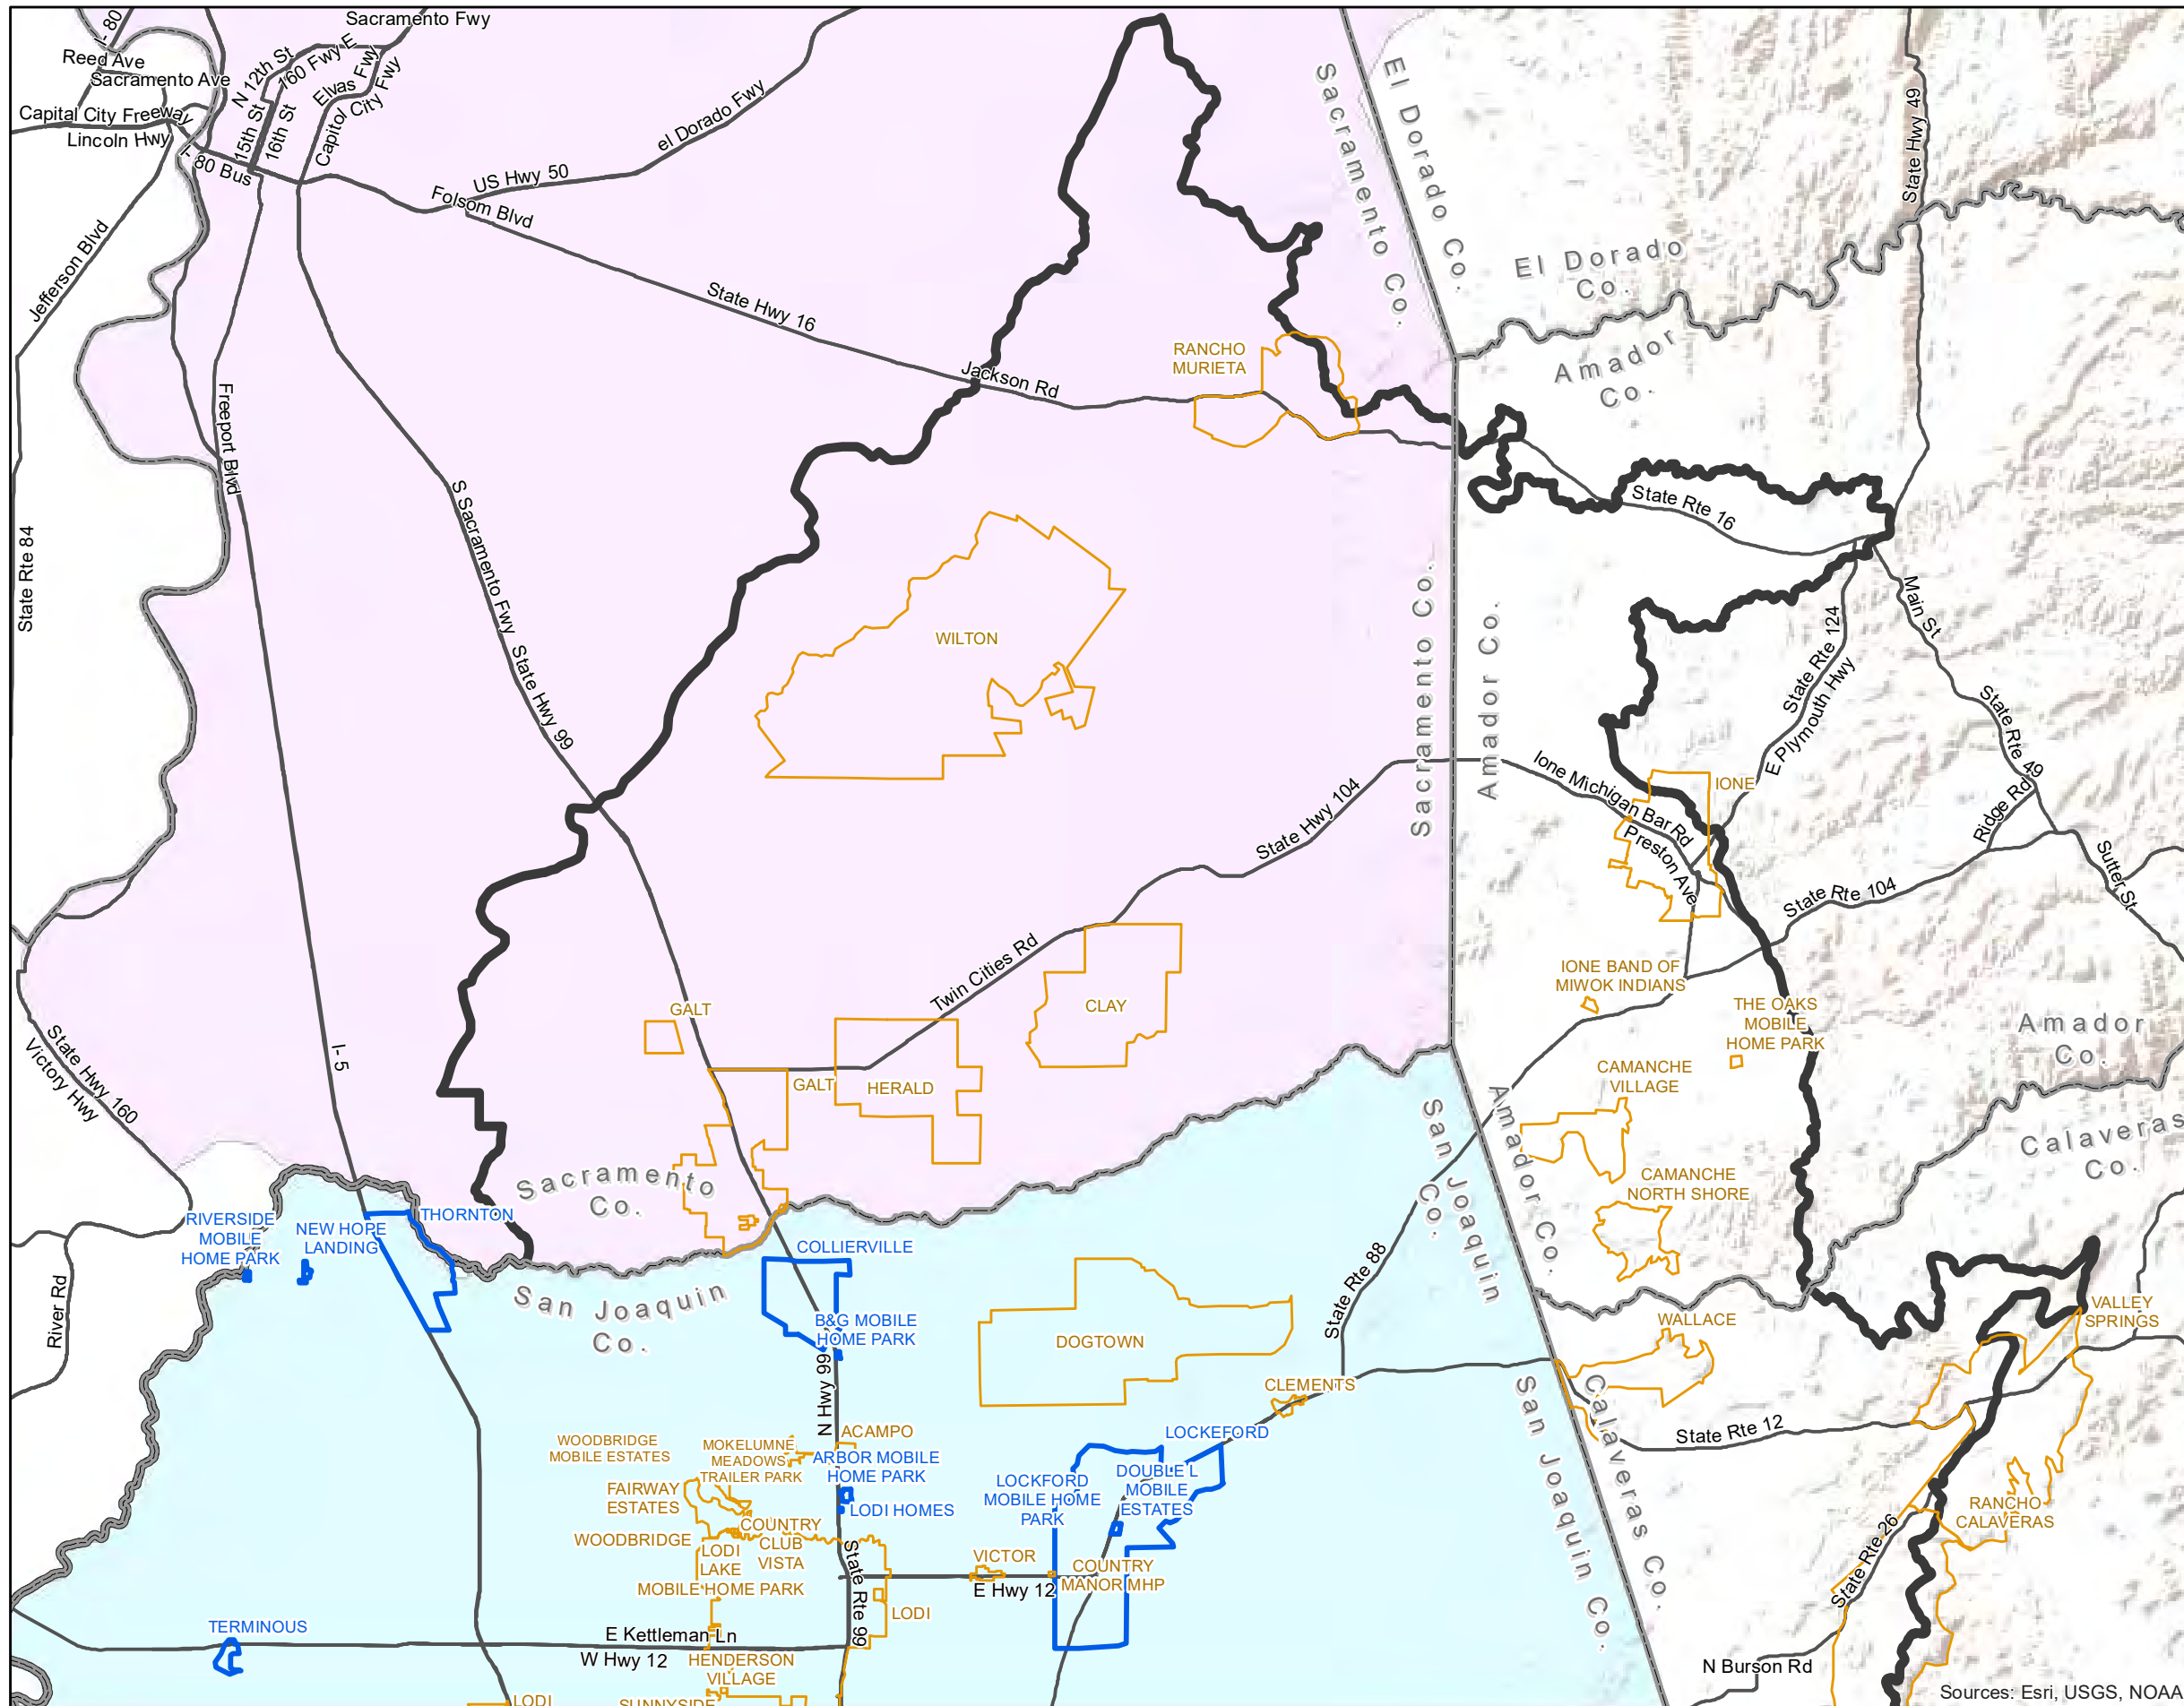 Sacramento Fwy
I- 80
Reed Ave
Sacramento Ave
N 12th St
160 Fwy E
Elvas Fwy
Capitol City Fwy
Capital City Freeway
Lincoln Hwy
15th St
16th St
I- 80 Bus
el Dorado Fwy
US Hwy 50
Folsom Blvd
Jefferson Blvd
State Hwy 16
Jackson Rd
Freeport Blvd
State Rte 84
S Sacramento Fwy
State Hwy 99
Sacramento Co.
El Dorado Co.
El Dorado
Co.
Amador
Co.
State Hwy 49
RANCHO
MURIETA
State Rte 16
WILTON
Sacramento Co.
Amador Co.
Main St
State Rte 124
E Plymouth Hwy
State Rte 49
Ridge Rd
Sutter St
Ione Michigan Bar Rd
IONE
Preston Ave
State Hwy 104
State Rte 104
Twin Cities Rd
CLAY
GALT
GALT
HERALD
IONE BAND OF
MIWOK INDIANS
THE OAKS
MOBILE
HOME PARK
Amador
Co.
CAMANCHE
VILLAGE
Calaveras
Co.
CAMANCHE
NORTH SHORE
State Hwy 160
Victory Hwy
I- 5
Sacramento
Co.
San Joaquin
Co.
Amador Co.
RIVERSIDE
MOBILE
HOME PARK
NEW HOPE
LANDING
THORNTON
San Joaquin
Co.
COLLIERVILLE
B&G MOBILE
HOME PARK
River Rd
N Hwy 99
DOGTOWN
State Rte 88
CLEMENTS
WALLACE
VALLEY
SPRINGS
State Rte 12
San Joaquin Co.
Calaveras Co.
WOODBRIDGE
MOBILE ESTATES
MOKELUMNE
MEADOWS
TRAILER PARK
ACAMPO
ARBOR MOBILE
HOME PARK
LODI HOMES
FAIRWAY
ESTATES
WOODBRIDGE
COUNTRY
CLUB
VISTA
LODI
LAKE
MOBILE HOME PARK
LOCKEFORD
LOCKFORD
MOBILE HOME
PARK
DOUBLE L
MOBILE
ESTATES
VICTOR
COUNTRY
MANOR MHP
E Hwy 12
State Rte 99
LODI
RANCHO
CALAVERAS
State Rte 26
TERMINOUS
E Kettleman Ln
W Hwy 12
HENDERSON
VILLAGE
LODI
SUNNYSIDE
N Burson Rd
Sources: Esri, USGS, NOAA